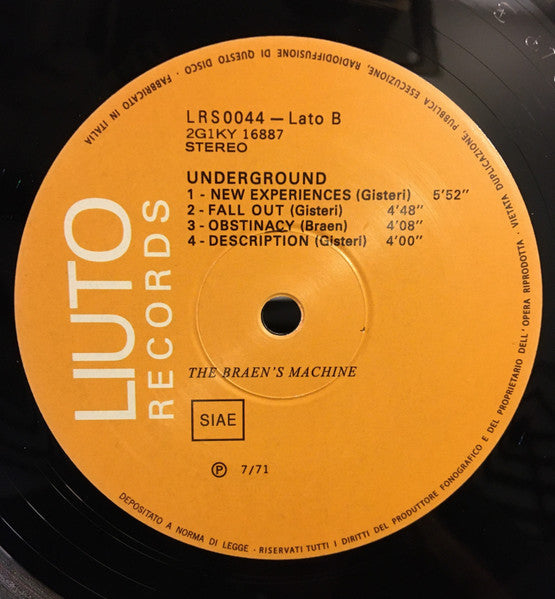 LRS0044 – Lato B
2G1KY 16887
STEREO
UNDERGROUND
1 - NEW EXPERIENCES (Gisteri) 5'52"
2 - FALL OUT (Gisteri) 4'48"
3 - OBSTINACY (Braen) 4'08"
4 - DESCRIPTION (Gisteri) 4'00"
LIUTO
RECORDS
THE BRAEN'S MACHINE
SIAE
Ⓟ 7/71
DEPOSITATO A NORMA DI LEGGE · RISERVATI TUTTI I DIRITTI DEL PRODUTTORE FONOGRAFICO E DEL PROPRIETARIO DELL'OPERA RIPRODOTTA · VIETATA DUPLICAZIONE, PUBBLICA ESECUZIONE, RADIODIFFUSIONE DI QUESTO DISCO · FABBRICATO IN ITALIA